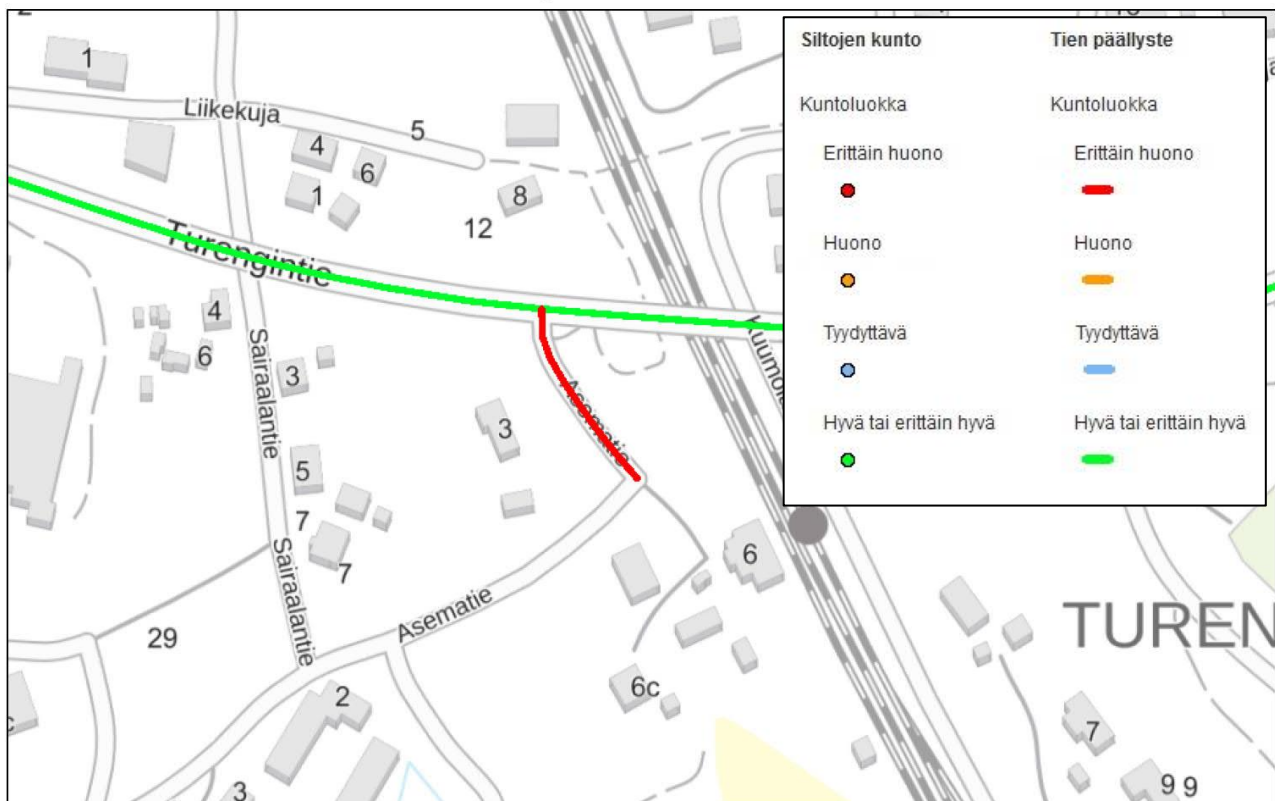 Siltojen kunto
Tien päällyste
Kuntoluokka
Kuntoluokka
Erittäin huono
Erittäin huono
Huono
Huono
Tyydyttävä
Tyydyttävä
Hyvä tai erittäin hyvä
Hyvä tai erittäin hyvä
1
Liikekuja
5
4
6
1
8
12
Turengintie
4
6
Sairaalantie
3
Asematie
3
5
7
7
Sairaalantie
6
Asematie
29
TUREN
6c
2
7
3
9 9